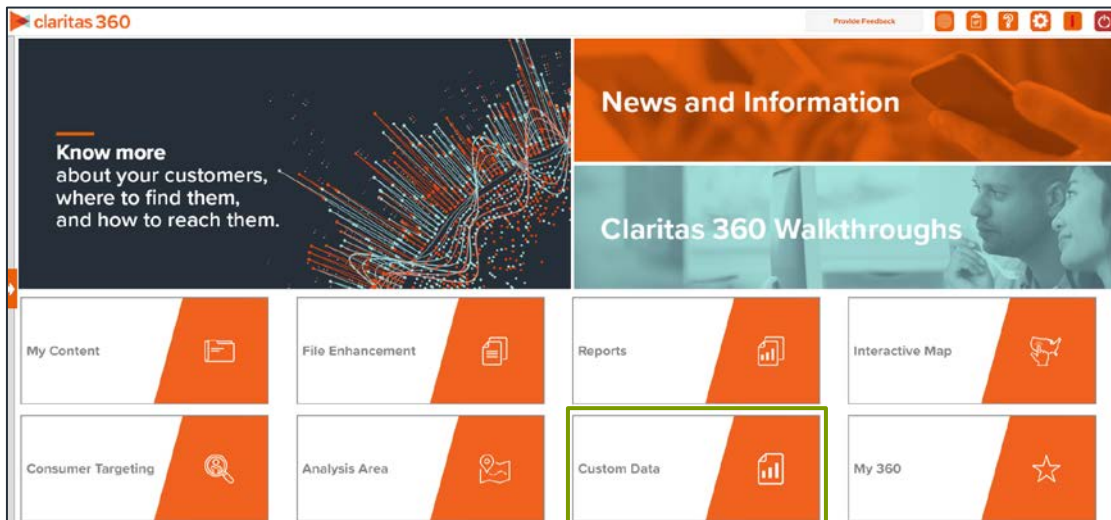 claritas 360
Provide Feedback
Know more
about your customers,
where to find them,
and how to reach them.
News and Information
Claritas 360 Walkthroughs
My Content
File Enhancement
Reports
Interactive Map
Consumer Targeting
Analysis Area
Custom Data
My 360